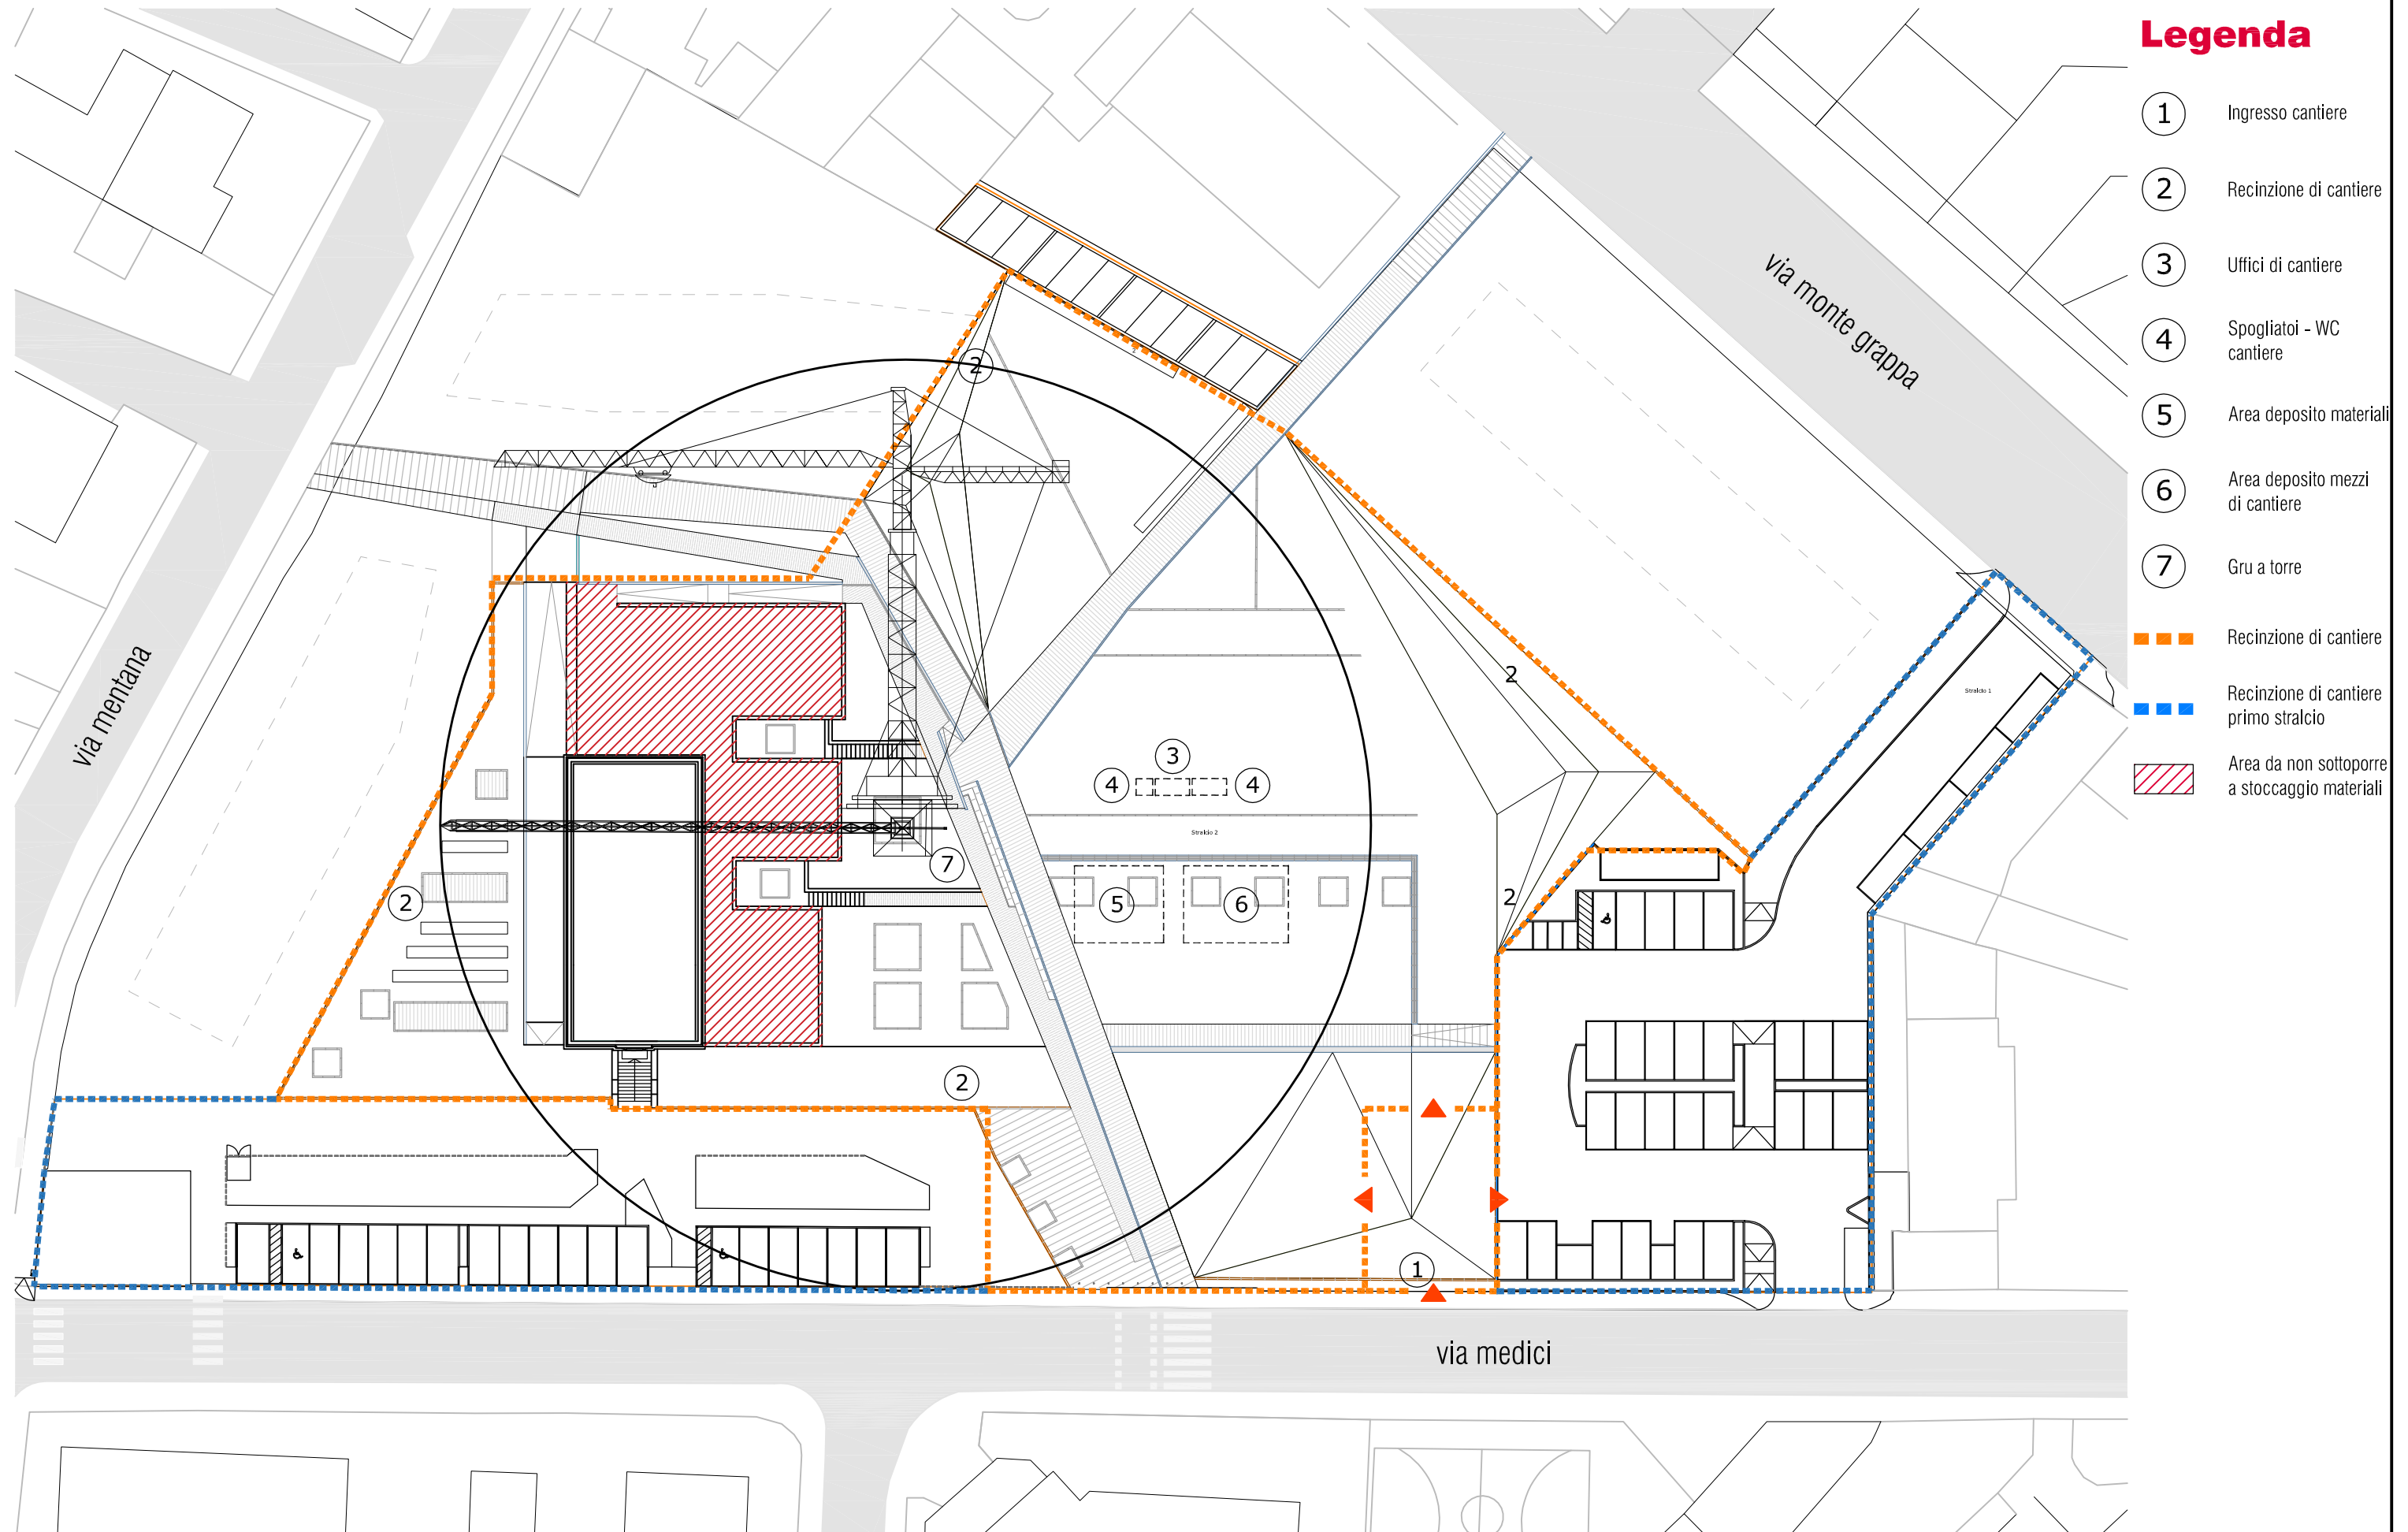 Legenda
1 Ingresso cantiere
2 Recinzione di cantiere
3 Uffici di cantiere
4 Spogliatoi - WC
cantiere
5 Area deposito materiali
6 Area deposito mezzi
di cantiere
7 Gru a torre
Recinzione di cantiere
Recinzione di cantiere
primo stralcio
Area da non sottoporre
a stoccaggio materiali
via monte grappa
2
via mentana
2
Stralcio 1
3
4
4
Stralcio 2
7
2
5
6
2
2
1
via medici